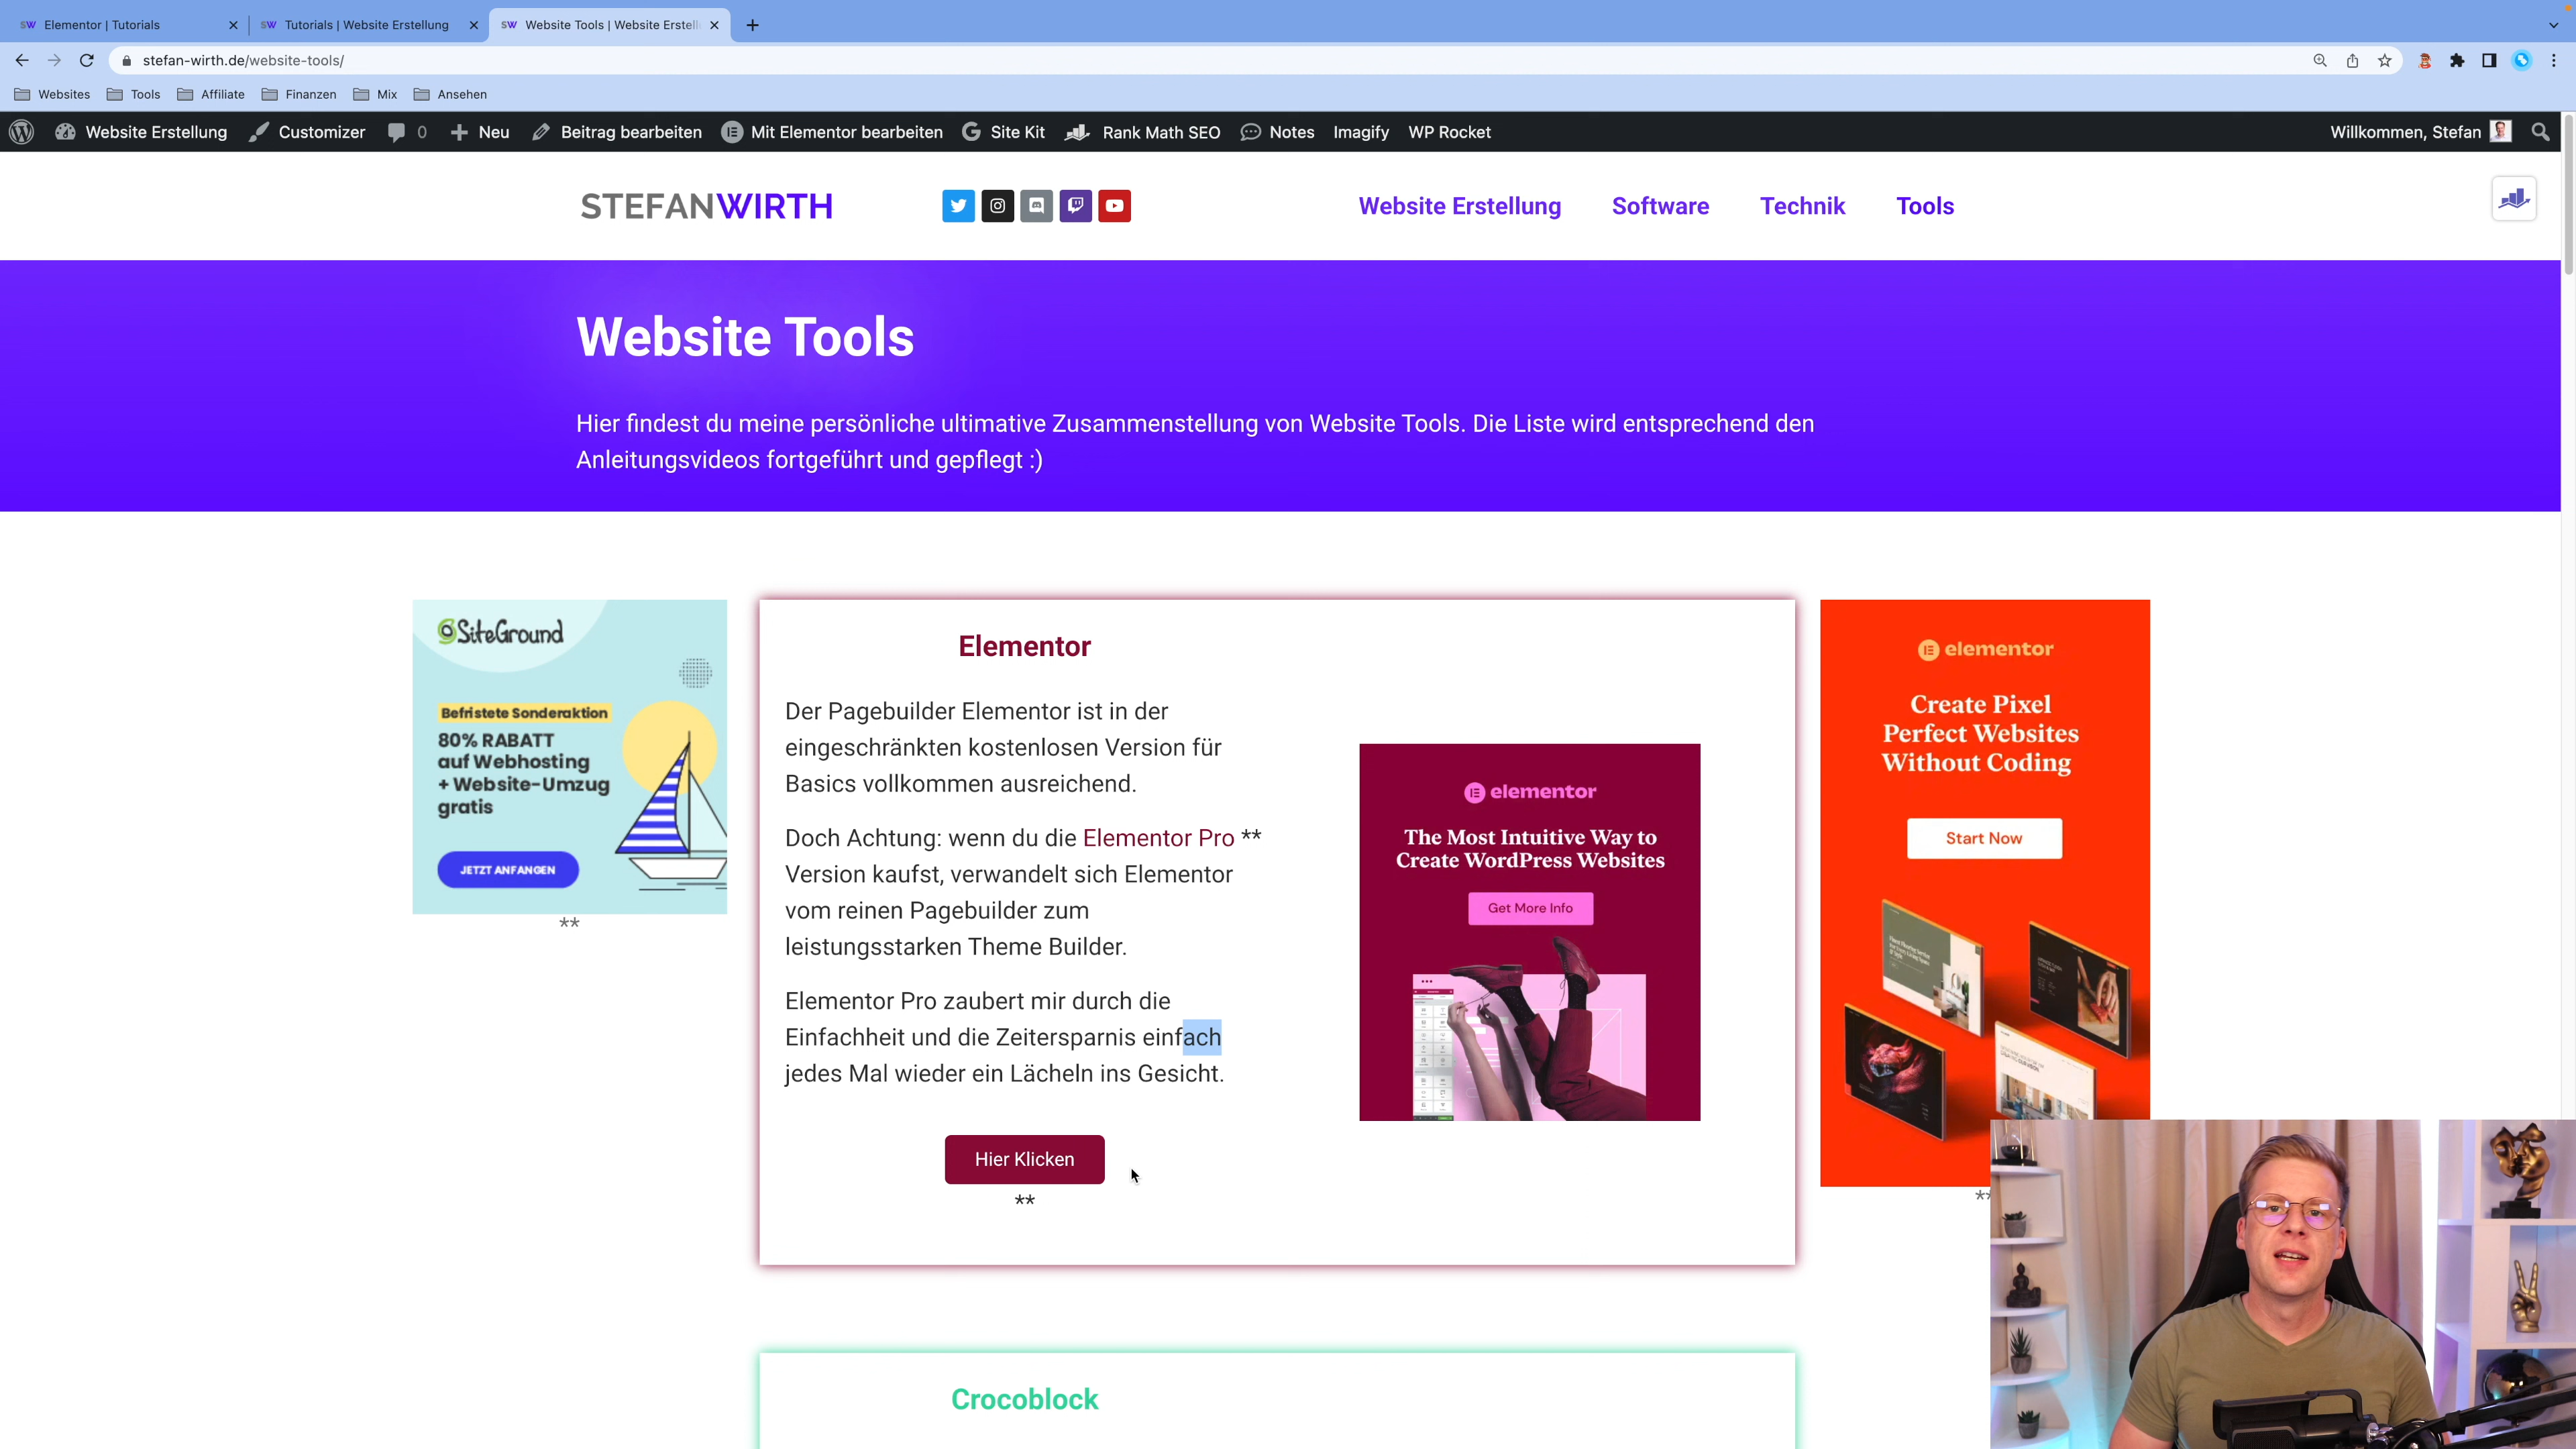 SW Elementor | Tutorials
SW Tutorials | Website Erstellung
SW Website Tools | Website Erstell
stefan-wirth.de/website-tools/
Websites Tools Affiliate Finanzen Mix Ansehen
Website Erstellung Customizer 0 Neu Beitrag bearbeiten Mit Elementor bearbeiten Site Kit Rank Math SEO Notes Imagify WP Rocket Willkommen, Stefan
STEFANWIRTH
Website Erstellung Software Technik Tools
Website Tools
Hier findest du meine persönliche ultimative Zusammenstellung von Website Tools. Die Liste wird entsprechend den
Anleitungsvideos fortgeführt und gepflegt :)
SiteGround
Befristete Sonderaktion
80% RABATT
auf Webhosting
+ Website-Umzug
gratis
JETZT ANFANGEN
**
Elementor
Der Pagebuilder Elementor ist in der
eingeschränkten kostenlosen Version für
Basics vollkommen ausreichend.
Doch Achtung: wenn du die Elementor Pro **
Version kaufst, verwandelt sich Elementor
vom reinen Pagebuilder zum
leistungsstarken Theme Builder.
Elementor Pro zaubert mir durch die
Einfachheit und die Zeitersparnis einfach
jedes Mal wieder ein Lächeln ins Gesicht.
Hier Klicken
**
elementor
The Most Intuitive Way to
Create WordPress Websites
Get More Info
elementor
Create Pixel
Perfect Websites
Without Coding
Start Now
**
Crocoblock